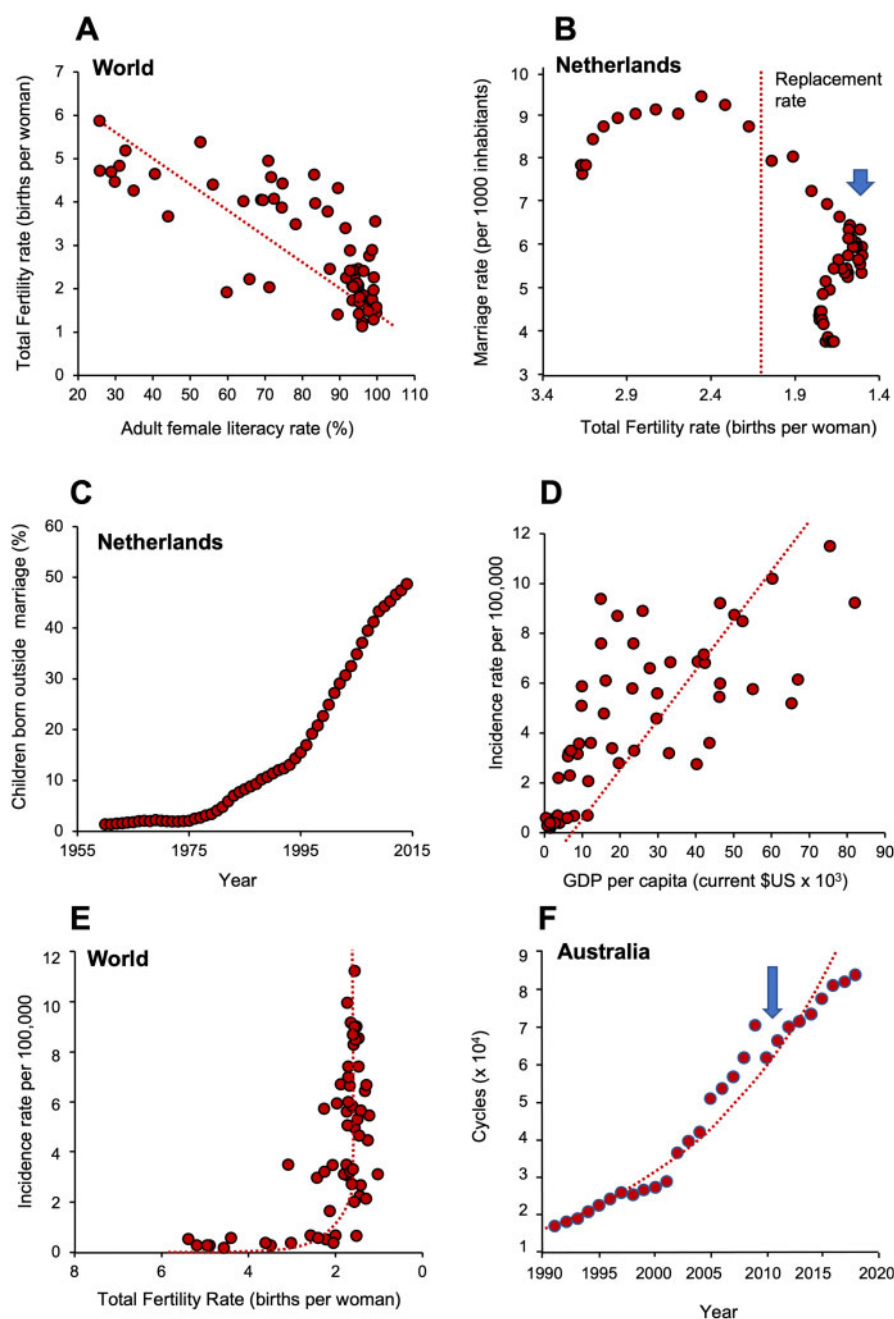 A
World
Total Fertility rate (births per woman)
7
6
5
4
3
2
1
0
20 30 40 50 60 70 80 90 100 110
Adult female literacy rate (%)
B
Netherlands
Replacement
rate
Marriage rate (per 1000 inhabitants)
10
9
8
7
6
5
4
3
3.4 2.9 2.4 1.9 1.4
Total Fertility rate (births per woman)
C
Netherlands
Children born outside marriage (%)
60
50
40
30
20
10
0
1955 1975 1995 2015
Year
D
Incidence rate per 100,000
12
10
8
6
4
2
0
0 10 20 30 40 50 60 70 80 90
GDP per capita (current $US x 10³)
E
World
Incidence rate per 100,000
12
10
8
6
4
2
0
8 6 4 2 0
Total Fertility Rate (births per woman)
F
Australia
Cycles (x 10⁴)
9
8
7
6
5
4
3
2
1
1990 1995 2000 2005 2010 2015 2020
Year